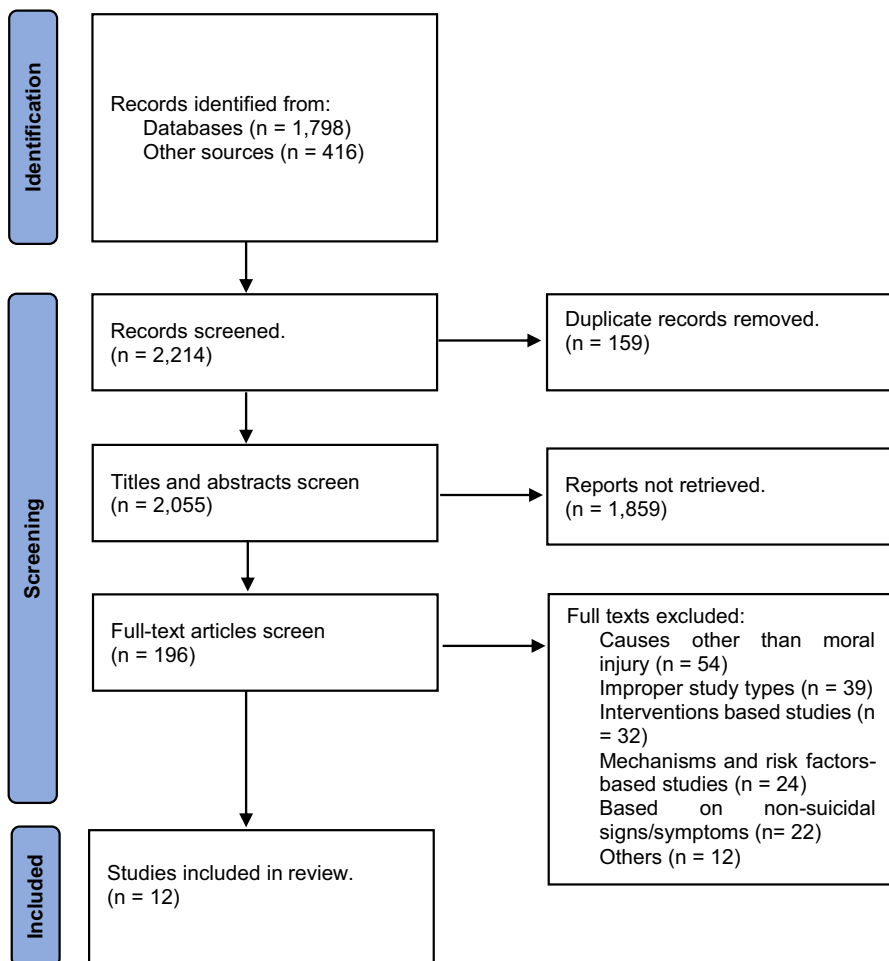 Identification
Records identified from:
Databases (n = 1,798)
Other sources (n = 416)
Screening
Records screened.
(n = 2,214)
Duplicate records removed.
(n = 159)
Titles and abstracts screen
(n = 2,055)
Reports not retrieved.
(n = 1,859)
Full-text articles screen
(n = 196)
Full texts excluded:
Causes other than moral
injury (n = 54)
Improper study types (n = 39)
Interventions based studies (n
= 32)
Mechanisms and risk factors-
based studies (n = 24)
Based on non-suicidal
signs/symptoms (n= 22)
Others (n = 12)
Included
Studies included in review.
(n = 12)